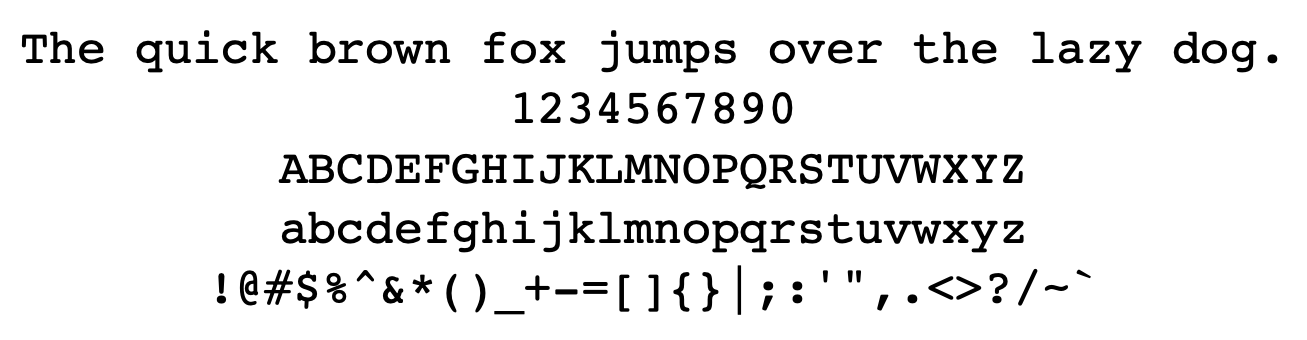 The quick brown fox jumps over the lazy dog.
1234567890
ABCDEFGHIJKLMNOPQRSTUVWXYZ
abcdefghijklmnopqrstuvwxyz
!@#$%^&*()_+-=[]{}|;:'",.<>?/~`